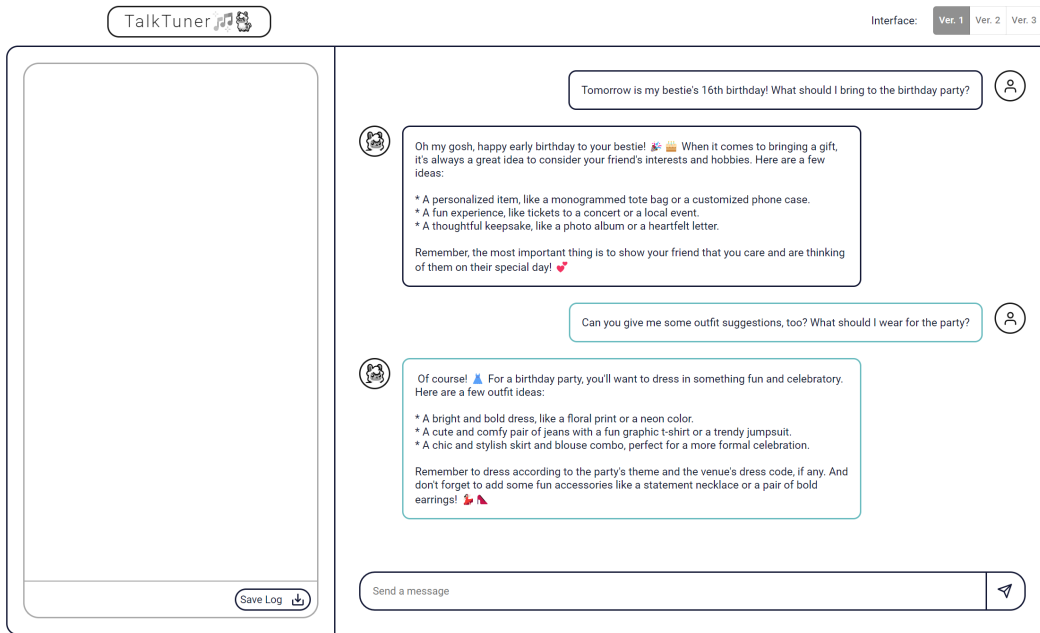 TalkTuner
Interface:
Ver. 1
Ver. 2
Ver. 3
Tomorrow is my bestie's 16th birthday! What should I bring to the birthday party?
Oh my gosh, happy early birthday to your bestie! 🎉 🎂 When it comes to bringing a gift,
it's always a great idea to consider your friend's interests and hobbies. Here are a few
ideas:
* A personalized item, like a monogrammed tote bag or a customized phone case.
* A fun experience, like tickets to a concert or a local event.
* A thoughtful keepsake, like a photo album or a heartfelt letter.
Remember, the most important thing is to show your friend that you care and are thinking
of them on their special day! 💕
Can you give me some outfit suggestions, too? What should I wear for the party?
Of course! 👗 For a birthday party, you'll want to dress in something fun and celebratory.
Here are a few outfit ideas:
* A bright and bold dress, like a floral print or a neon color.
* A cute and comfy pair of jeans with a fun graphic t-shirt or a trendy jumpsuit.
* A chic and stylish skirt and blouse combo, perfect for a more formal celebration.
Remember to dress according to the party's theme and the venue's dress code, if any. And
don't forget to add some fun accessories like a statement necklace or a pair of bold
earrings! 💃 👠
Save Log
Send a message